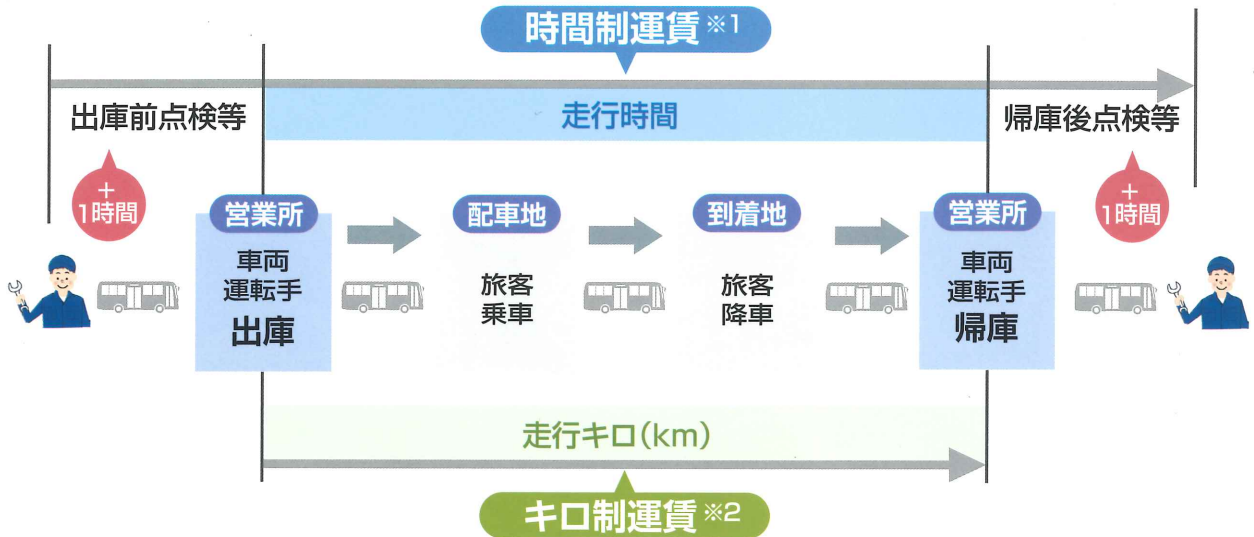 時間制運賃※1
出庫前点検等
走行時間
帰庫後点検等
+
1時間
+
1時間
営業所
車両
運転手
出庫
配車地
旅客
乗車
到着地
旅客
降車
営業所
車両
運転手
帰庫
走行キロ(km)
キロ制運賃※2